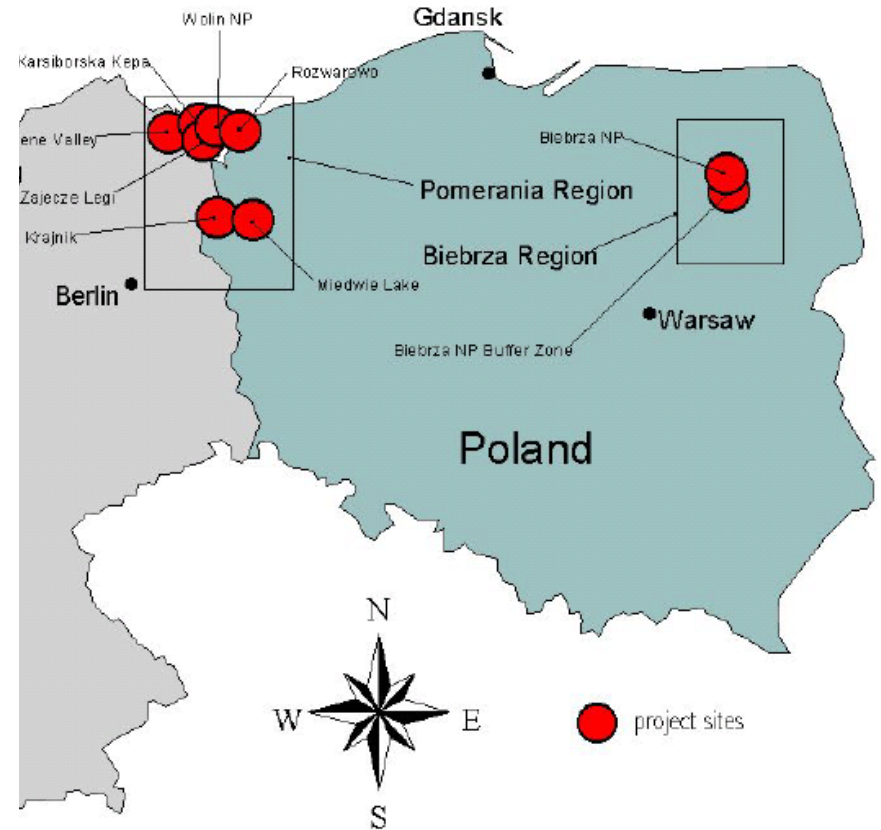 Wolin NP
Gdansk
Karsiborska Kepa
Rozwarowo
ene Valley
Biebrza NP
Zajecze Legi
Pomerania Region
Krajnik
Biebrza Region
Miedwie Lake
Berlin
Warsaw
Biebrza NP Buffer Zone
Poland
N
W
E
S
project sites